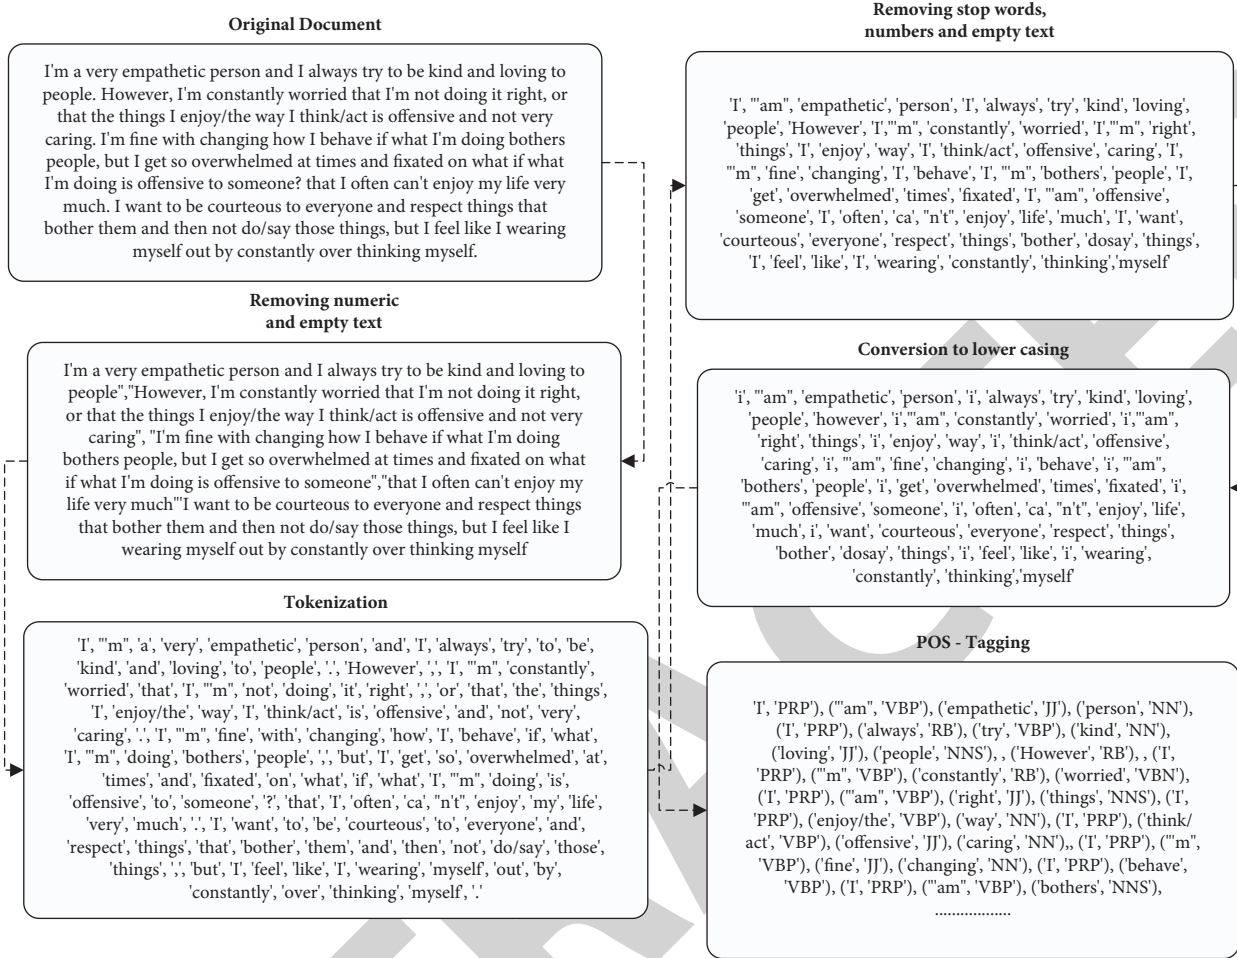 Original Document
I'm a very empathetic person and I always try to be kind and loving to
people. However, I'm constantly worried that I'm not doing it right, or
that the things I enjoy/the way I think/act is offensive and not very
caring. I'm fine with changing how I behave if what I'm doing bothers
people, but I get so overwhelmed at times and fixated on what if what
I'm doing is offensive to someone? that I often can't enjoy my life very
much. I want to be courteous to everyone and respect things that
bother them and then not do/say those things, but I feel like I wearing
myself out by constantly over thinking myself.
Removing numeric
and empty text
I'm a very empathetic person and I always try to be kind and loving to
people","However, I'm constantly worried that I'm not doing it right,
or that the things I enjoy/the way I think/act is offensive and not very
caring", "I'm fine with changing how I behave if what I'm doing
bothers people, but I get so overwhelmed at times and fixated on what
if what I'm doing is offensive to someone","that I often can't enjoy my
life very much"'I want to be courteous to everyone and respect things
that bother them and then not do/say those things, but I feel like I
wearing myself out by constantly over thinking myself
Tokenization
'I', "'m", 'a', 'very', 'empathetic', 'person', 'and', 'I', 'always', 'try', 'to', 'be',
'kind', 'and', 'loving', 'to', 'people', '.', 'However', ',', 'I', "'m", 'constantly',
'worried', 'that', 'I', "'m", 'not', 'doing', 'it', 'right', ',', 'or', 'that', 'the', 'things',
'I', 'enjoy/the', 'way', 'I', 'think/act', 'is', 'offensive', 'and', 'not', 'very',
caring', '.', 'I', "'m", 'fine', 'with', 'changing', 'how', 'I', 'behave', 'if', 'what',
'I', "'m", 'doing', 'bothers', 'people', ',', 'but', 'I', 'get', 'so', 'overwhelmed', 'at',
'times', 'and', 'fixated', 'on', 'what', 'if', 'what', 'I', "'m", 'doing', 'is',
'offensive', 'to', 'someone', '?', 'that', 'I', 'often', 'ca', "n't", 'enjoy', 'my', 'life',
'very', 'much', '.', 'I', 'want', 'to', 'be', 'courteous', 'to', 'everyone', 'and',
'respect', 'things', 'that', 'bother', 'them', 'and', 'then', 'not', 'do/say', 'those',
'things', ',', 'but', 'I', 'feel', 'like', 'I', 'wearing', 'myself', 'out', 'by',
'constantly', 'over', 'thinking', 'myself', '.'
Removing stop words,
numbers and empty text
'I', "'am", 'empathetic', 'person', 'I', 'always', 'try', 'kind', 'loving',
'people', 'However', 'I',"'m", 'constantly', 'worried', 'I',"'m", 'right',
'things', 'I', 'enjoy', 'way', 'I', 'think/act', 'offensive', 'caring', 'I',
"'m", 'fine', 'changing', 'I', 'behave', 'I', "'m", 'bothers', 'people', 'I',
'get', 'overwhelmed', 'times', 'fixated', 'I', "'am", 'offensive',
'someone', 'I', 'often', 'ca', "n't", 'enjoy', 'life', 'much', 'I', 'want',
'courteous', 'everyone', 'respect', 'things', 'bother', 'dosay', 'things',
'I', 'feel', 'like', 'I', 'wearing', 'constantly', 'thinking','myself'
Conversion to lower casing
'i', "'am", 'empathetic', 'person', 'i', 'always', 'try', 'kind', 'loving',
'people', 'however', 'i',"'am", 'constantly', 'worried', 'i',"'am",
'right', 'things', 'i', 'enjoy', 'way', 'i', 'think/act', 'offensive',
'caring', 'i', "'am", 'fine', 'changing', 'i', 'behave', 'i', "'am",
'bothers', 'people', 'i', 'get', 'overwhelmed', 'times', 'fixated', 'i',
"'am", 'offensive', 'someone', 'i', 'often', 'ca', "n't", 'enjoy', 'life',
'much', i', 'want', 'courteous', 'everyone', 'respect', 'things',
'bother', 'dosay', 'things', 'i', 'feel', 'like', 'i', 'wearing',
'constantly', 'thinking','myself'
POS - Tagging
'I', 'PRP'), ("'am", 'VBP'), ('empathetic', 'JJ'), ('person', 'NN'),
('I', 'PRP'), ('always', 'RB'), ('try', 'VBP'), ('kind', 'NN'),
('loving', 'JJ'), ('people', 'NNS'), , ('However', 'RB'), , ('I',
'PRP'), ("'m", 'VBP'), ('constantly', 'RB'), ('worried', 'VBN'),
('I', 'PRP'), ("'am", 'VBP'), ('right', 'JJ'), ('things', 'NNS'), ('I',
'PRP'), ('enjoy/the', 'VBP'), ('way', 'NN'), ('I', 'PRP'), ('think/
act', 'VBP'), ('offensive', 'JJ'), ('caring', 'NN'),, ('I', 'PRP'), ("'m",
'VBP'), ('fine', 'JJ'), ('changing', 'NN'), ('I', 'PRP'), ('behave',
'VBP'), ('I', 'PRP'), ("'am", 'VBP'), ('bothers', 'NNS'),
..................